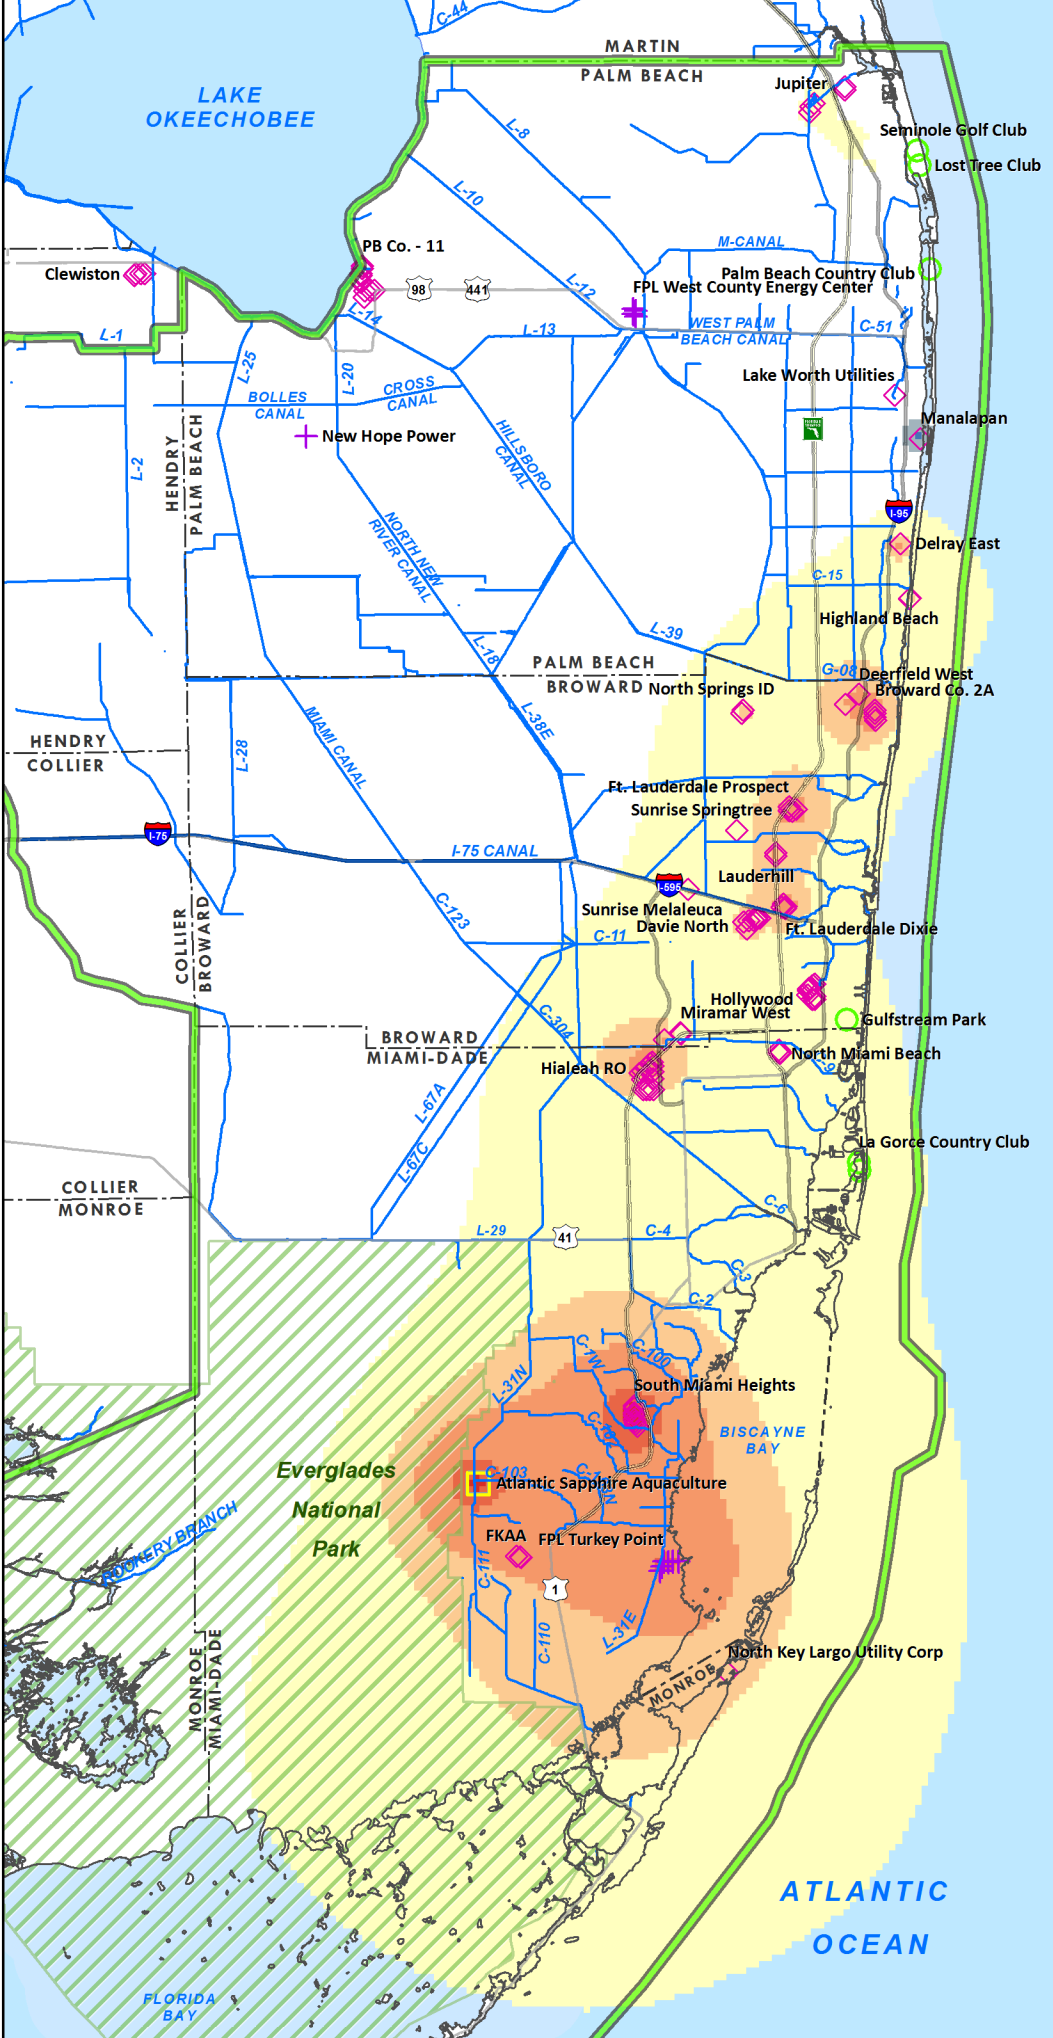 C-44
MARTIN
PALM BEACH
LAKE
OKEECHOBEE
Jupiter
L-8
Seminole Golf Club
Lost Tree Club
L-10
M-CANAL
PB Co. - 11
Clewiston
Palm Beach Country Club
FPL West County Energy Center
98
441
L-12
L-14
L-1
L-13
WEST PALM
BEACH CANAL
C-51
L-25
L-20
Lake Worth Utilities
BOLLES
CANAL
CROSS
CANAL
Manalapan
New Hope Power
HENDRY
PALM BEACH
L-2
HILLSBORO
CANAL
I-95
NORTH NEW
RIVER CANAL
Delray East
C-15
Highland Beach
L-39
L-18
PALM BEACH
BROWARD
G-08
Deerfield West
North Springs ID
Broward Co. 2A
L-38E
MIAMI CANAL
HENDRY
COLLIER
L-28
Ft. Lauderdale Prospect
Sunrise Springtree
I-75
I-75 CANAL
Lauderhill
I-595
Sunrise Melaleuca
Davie North
Ft. Lauderdale Dixie
C-123
C-11
COLLIER
BROWARD
Hollywood
Miramar West
Gulfstream Park
C-304
BROWARD
MIAMI-DADE
North Miami Beach
C-9
Hialeah RO
L-67A
L-67C
La Gorce Country Club
COLLIER
MONROE
C-6
L-29
41
C-4
C-3
C-2
C-1W
C-100
L-31N
South Miami Heights
BISCAYNE
BAY
Everglades
National
Park
C-103
Atlantic Sapphire Aquaculture
FKAA
FPL Turkey Point
ROOKERY BRANCH
C-111
1
C-110
L-31E
MONROE
MIAMI-DADE
North Key Largo Utility Corp
MONROE
ATLANTIC
OCEAN
FLORIDA
BAY